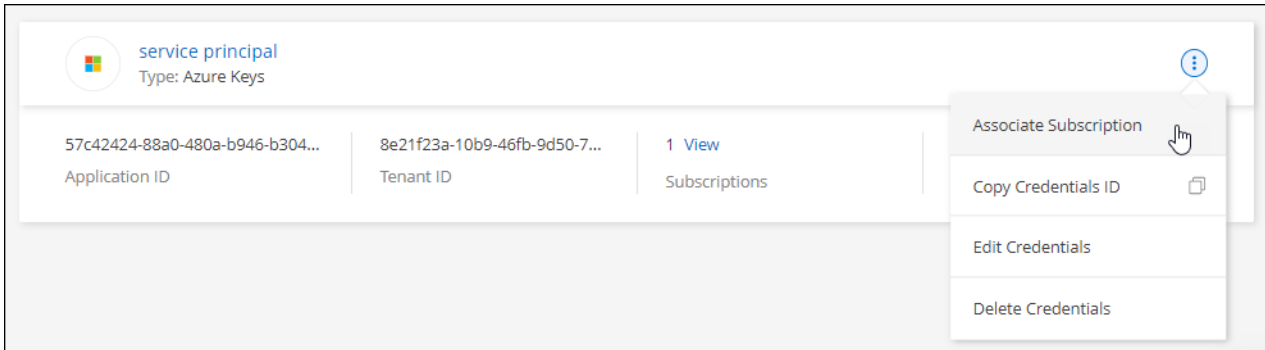 service principal
Type: Azure Keys
57c42424-88a0-480a-b946-b304...
Application ID
8e21f23a-10b9-46fb-9d50-7...
Tenant ID
1 View
Subscriptions
Associate Subscription
Copy Credentials ID
Edit Credentials
Delete Credentials